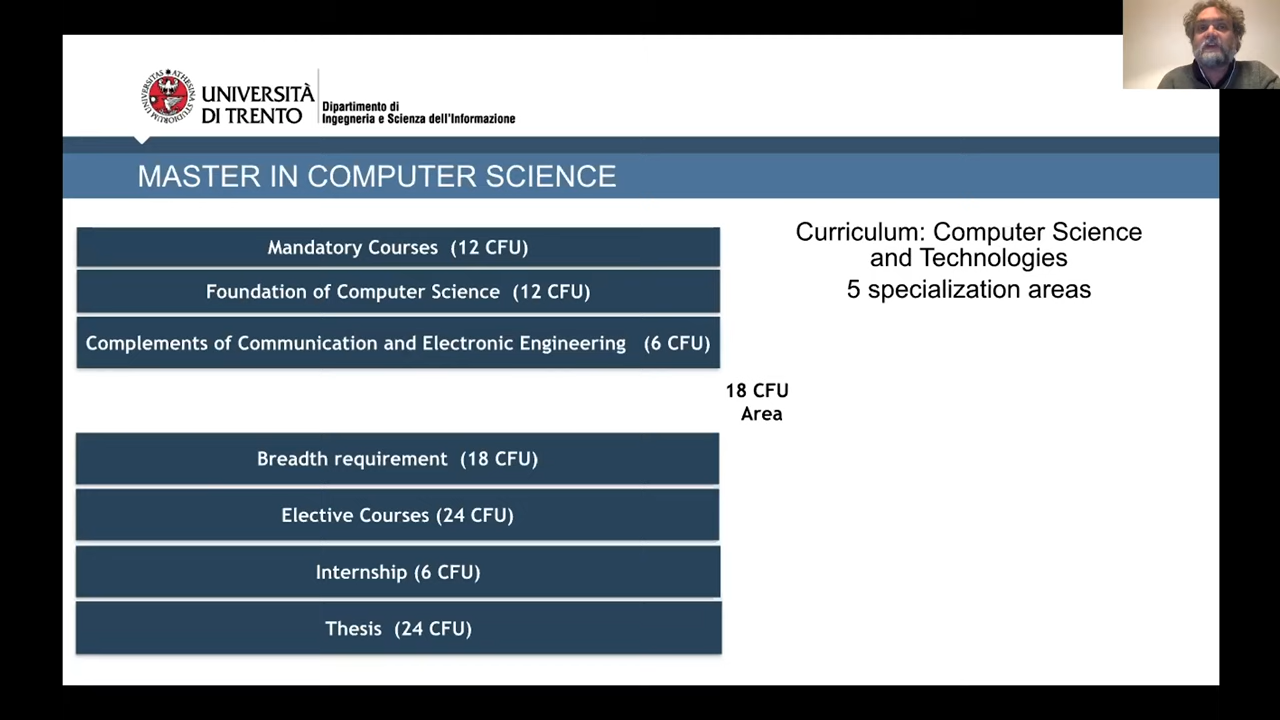 UNIVERSITÀ
DI TRENTO
Dipartimento di
Ingegneria e Scienza dell'Informazione
MASTER IN COMPUTER SCIENCE
Mandatory Courses (12 CFU)
Foundation of Computer Science (12 CFU)
Complements of Communication and Electronic Engineering (6 CFU)
18 CFU
Area
Breadth requirement (18 CFU)
Elective Courses (24 CFU)
Internship (6 CFU)
Thesis (24 CFU)
Curriculum: Computer Science
and Technologies
5 specialization areas